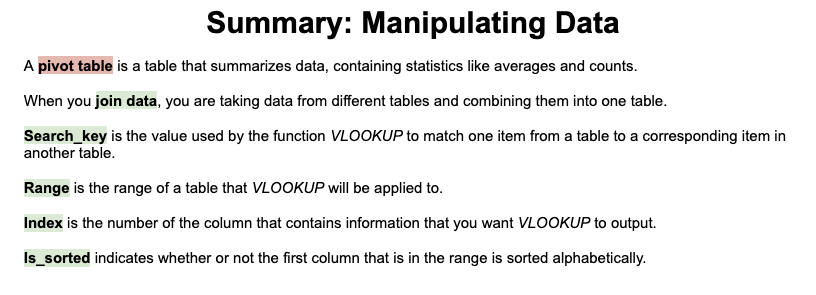 Summary: Manipulating Data
A pivot table is a table that summarizes data, containing statistics like averages and counts.
When you join data, you are taking data from different tables and combining them into one table.
Search_key is the value used by the function VLOOKUP to match one item from a table to a corresponding item in
another table.
Range is the range of a table that VLOOKUP will be applied to.
Index is the number of the column that contains information that you want VLOOKUP to output.
Is_sorted indicates whether or not the first column that is in the range is sorted alphabetically.